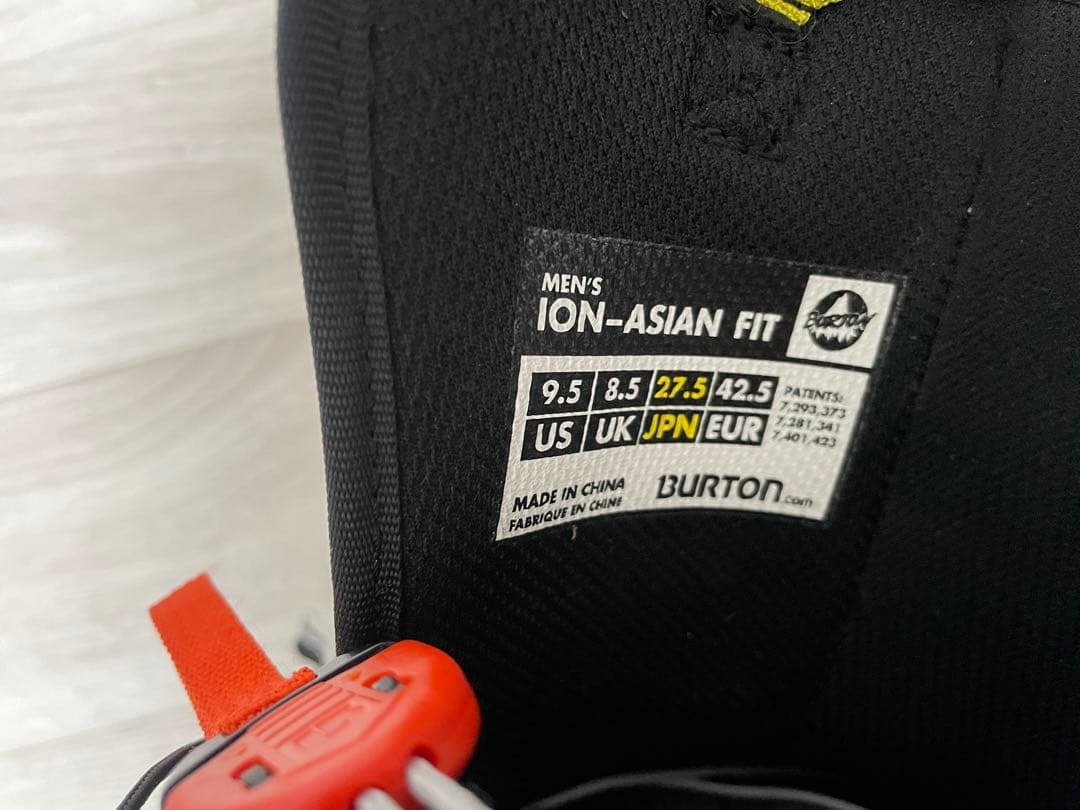 MEN'S
ION-ASIAN FIT
BURTON
9.5 8.5 27.5 42.5
US UK JPN EUR
PATENTS:
7,293,373
7,281,341
7,401,423
MADE IN CHINA
FABRIQUE EN CHINE
BURTON.com